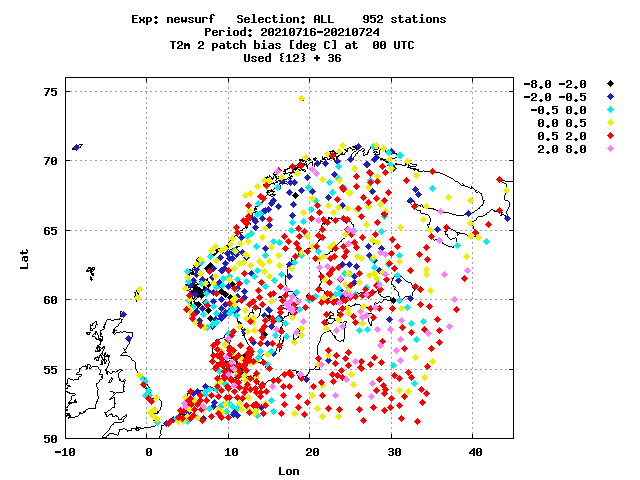 Exp: newsurf   Selection: ALL    952 stations
Period: 20210716-20210724
T2m 2 patch bias [deg C] at  00 UTC
Used {12} + 36
-8.0 -2.0
-2.0 -0.5
-0.5 0.0
0.0 0.5
0.5 2.0
2.0 8.0
75
70
65
60
55
50
Lat
-10 0 10 20 30 40
Lon